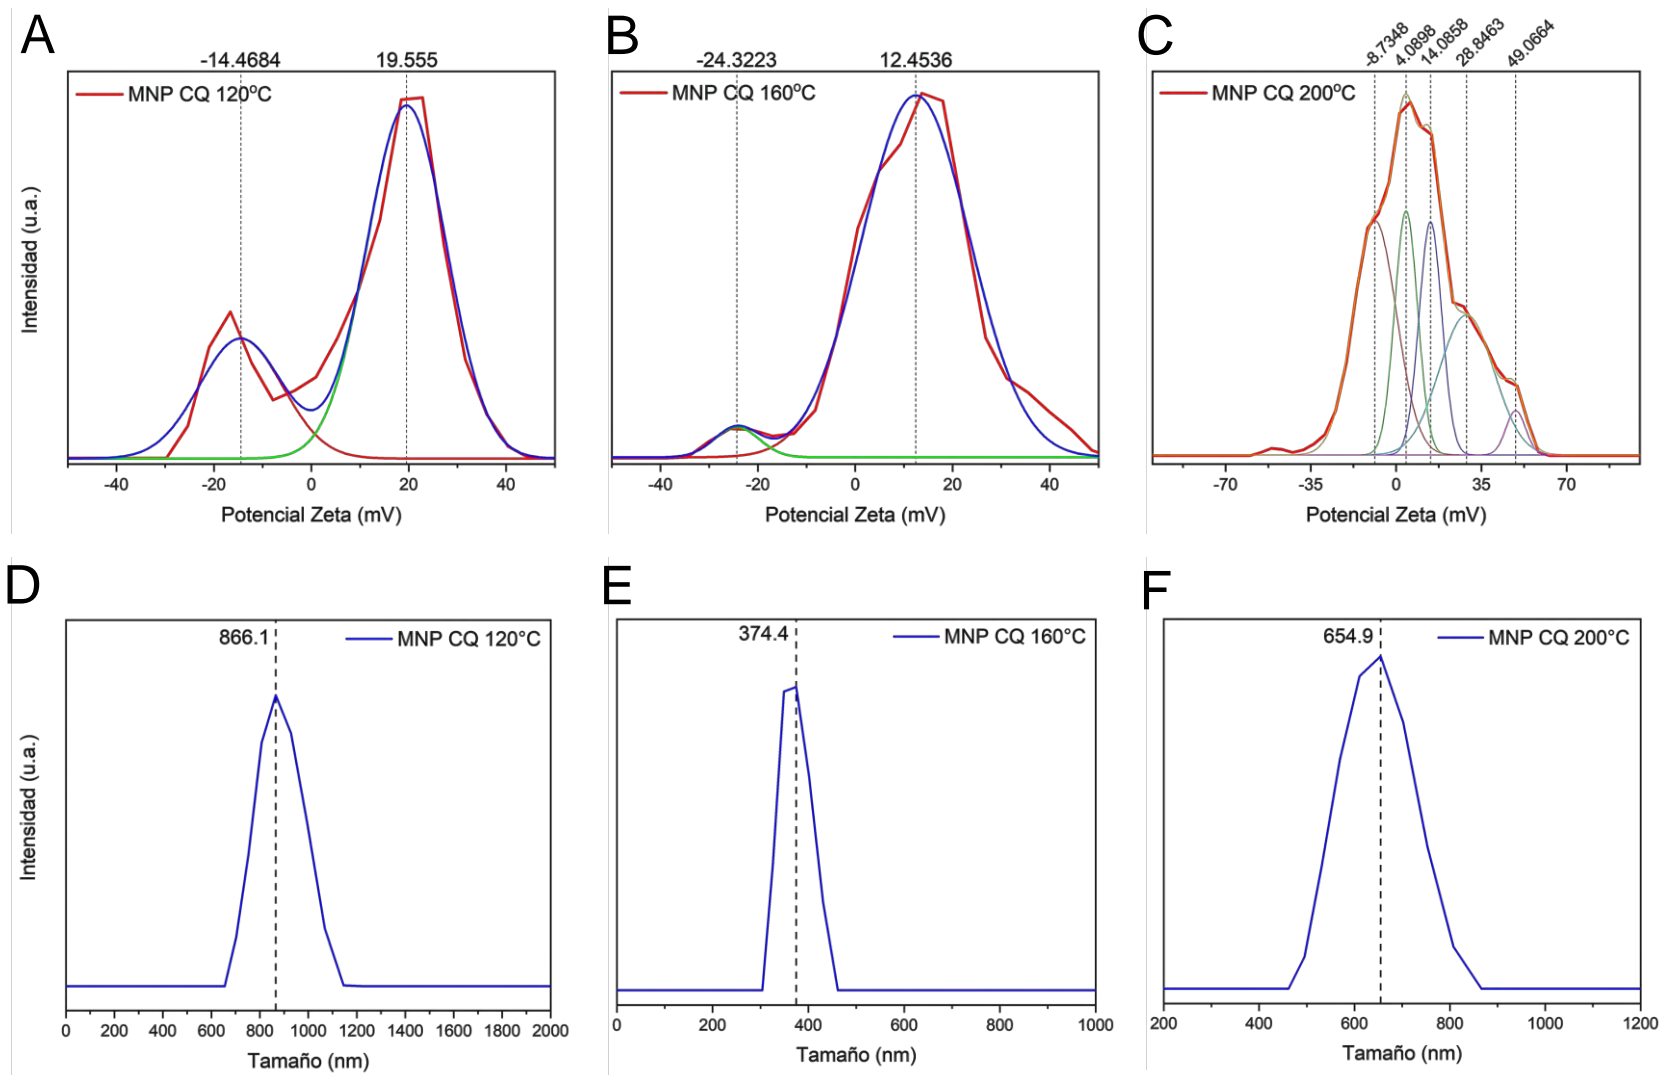 A
-14.4684 19.555
MNP CQ 120ºC
Intensidad (u.a.)
-40 -20 0 20 40
Potencial Zeta (mV)
B
-24.3223 12.4536
MNP CQ 160ºC
-40 -20 0 20 40
Potencial Zeta (mV)
C
-8.7348 4.0898 14.0858 28.8463 49.0664
MNP CQ 200ºC
-70 -35 0 35 70
Potencial Zeta (mV)
D
866.1
MNP CQ 120°C
Intensidad (u.a.)
0 200 400 600 800 1000 1200 1400 1600 1800 2000
Tamaño (nm)
E
374.4
MNP CQ 160°C
0 200 400 600 800 1000
Tamaño (nm)
F
654.9
MNP CQ 200°C
200 400 600 800 1000 1200
Tamaño (nm)